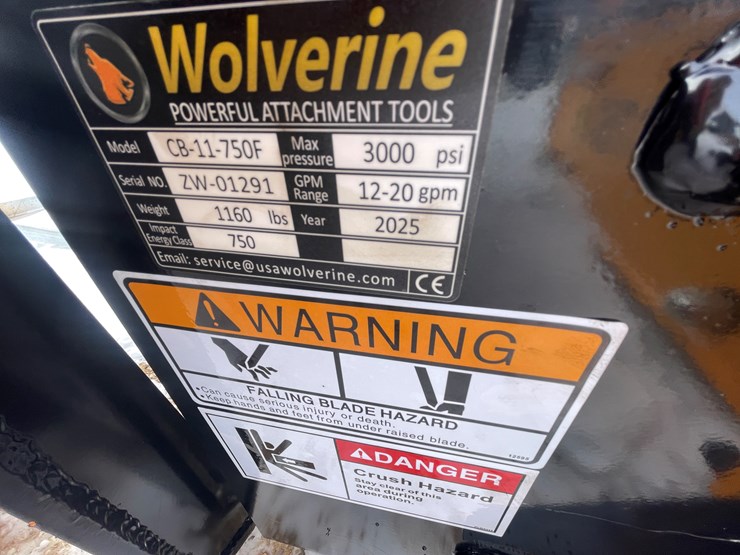 Wolverine
POWERFUL ATTACHMENT TOOLS
Model CB-11-750F Max pressure 3000 psi
Serial NO. ZW-01291 GPM Range 12-20 gpm
Weight 1160 lbs Year 2025
Impact Energy Class 750
Email: service@usawolverine.com CE
WARNING
FALLING BLADE HAZARD
•Can cause serious injury or death.
•Keep hands and feet from under raised blade.
DANGER
Crush Hazard
Stay clear of this
area during
operation.